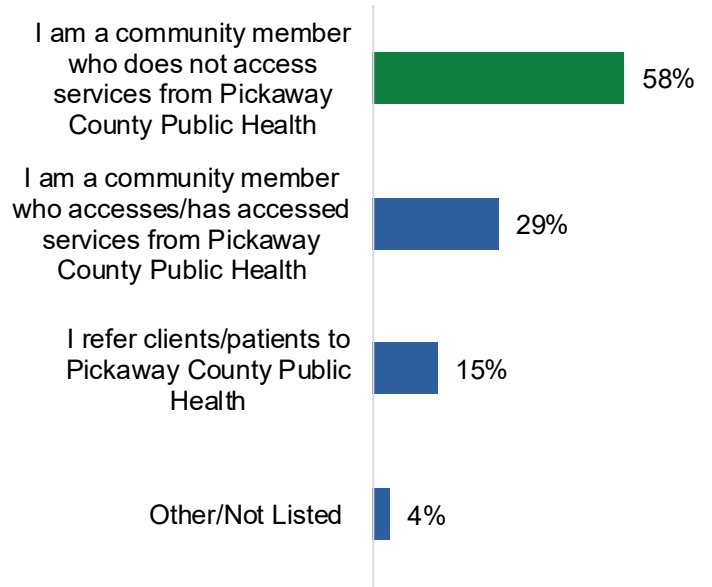 I am a community member
who does not access
services from Pickaway
County Public Health
58%
I am a community member
who accesses/has accessed
services from Pickaway
County Public Health
29%
I refer clients/patients to
Pickaway County Public
Health
15%
Other/Not Listed
4%